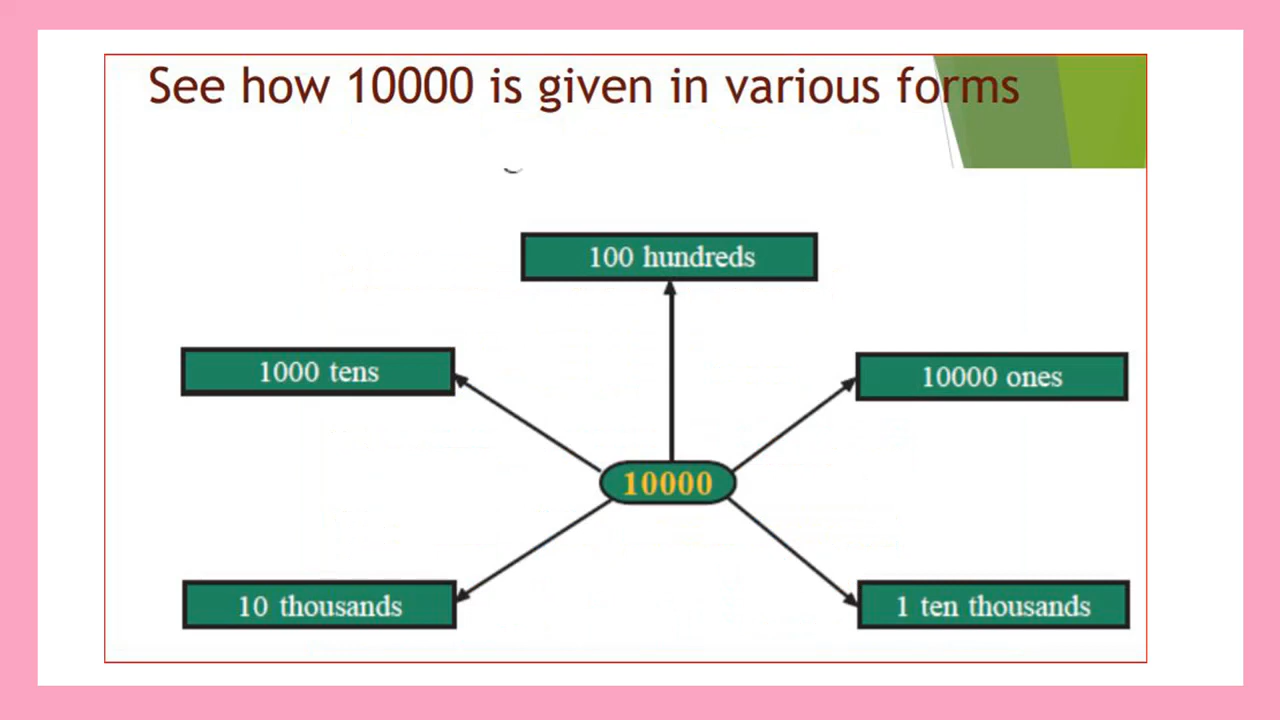 See how 10000 is given in various forms
100 hundreds
1000 tens
10000 ones
10000
10 thousands
1 ten thousands